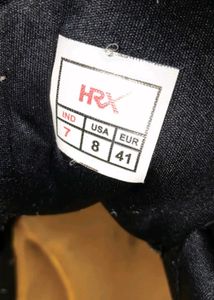 HRX
IND USA EUR
7 8 41